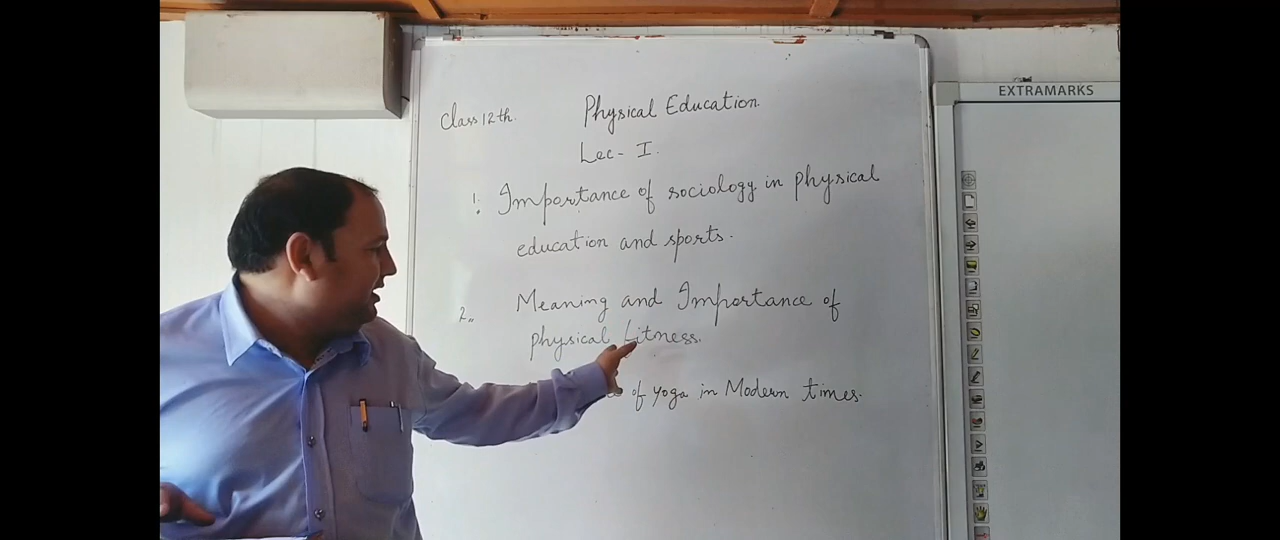 EXTRAMARKS
Class 12th. Physical Education.
Lec- I.
1. Importance of sociology in physical
education and sports.
2. Meaning and Importance of
physical fitness.
of yoga in Modern times.